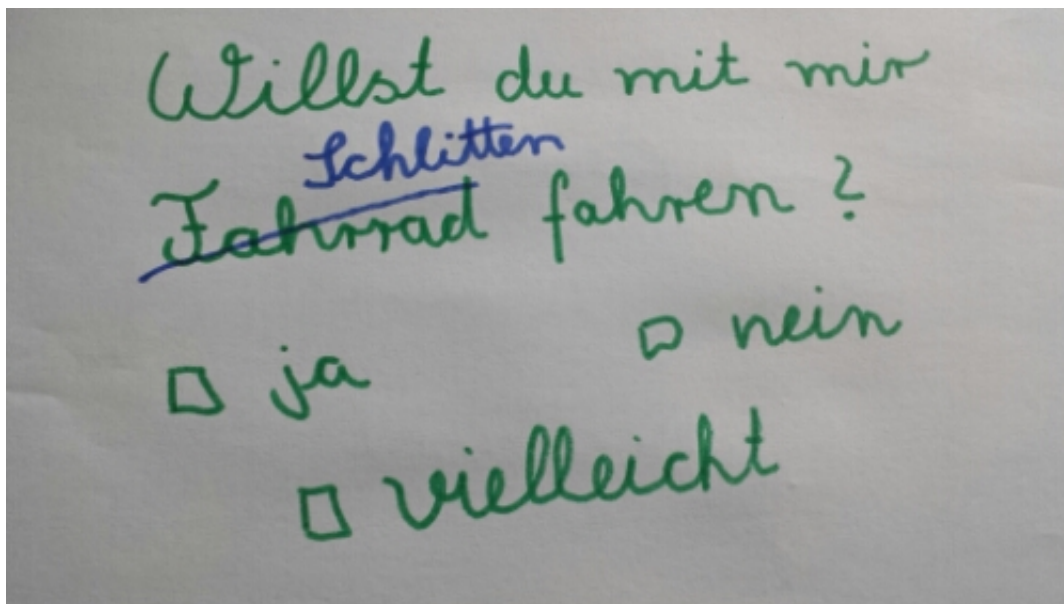 Willst du mit mir
Schlitten
Fahrrad fahren ?
ja
nein
vielleicht